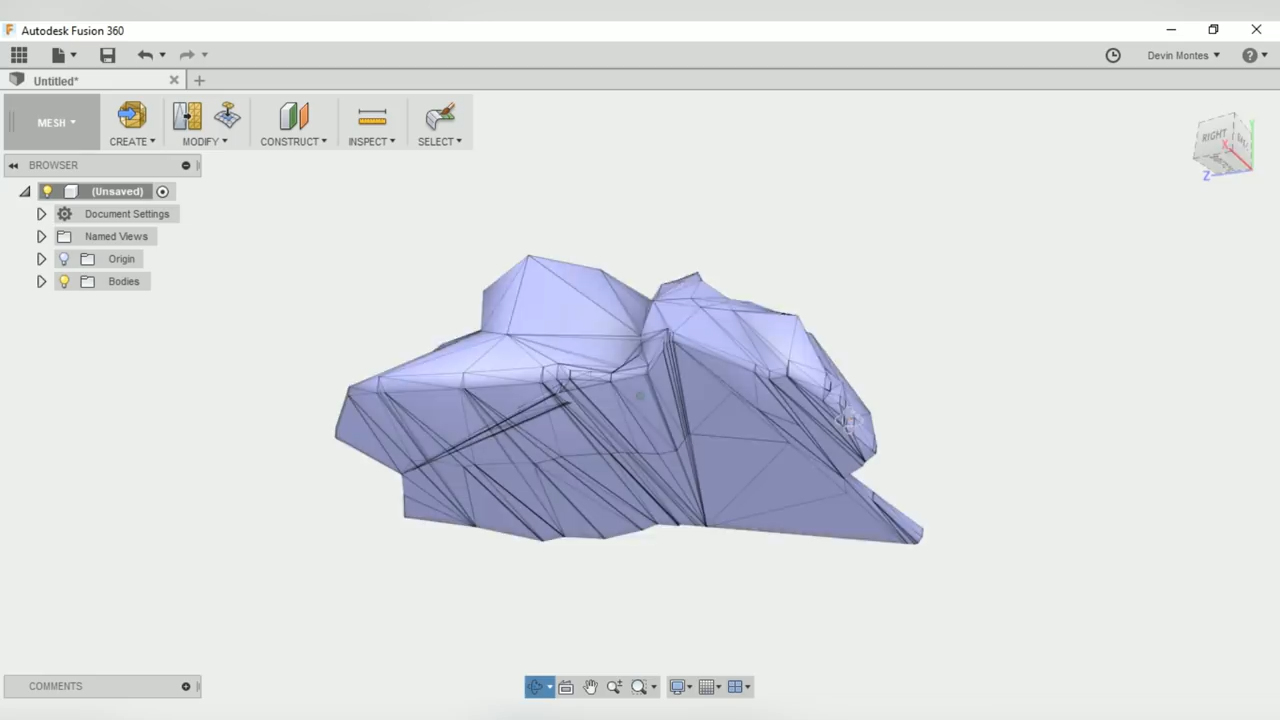 Autodesk Fusion 360
Devin Montes
Untitled*
MESH
CREATE
MODIFY
CONSTRUCT
INSPECT
SELECT
RIGHT
X
Z
BROWSER
(Unsaved)
Document Settings
Named Views
Origin
Bodies
COMMENTS